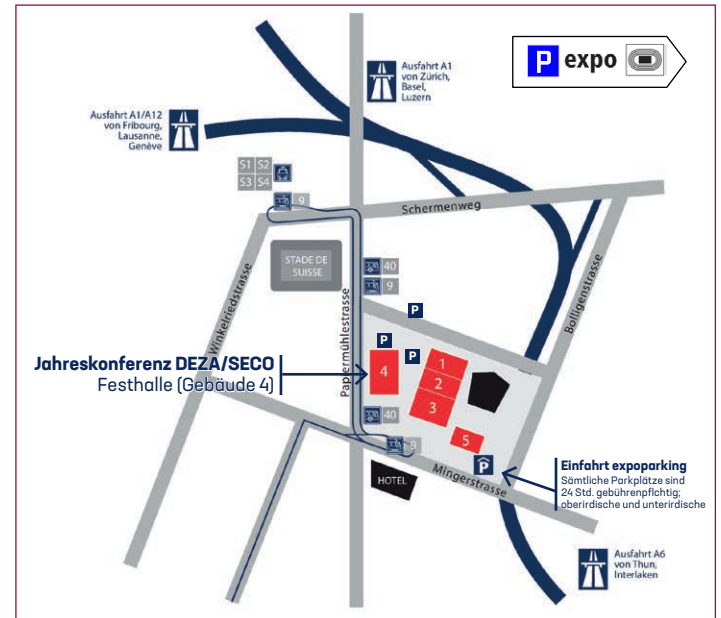 P expo
Ausfahrt A1
von Zürich,
Basel,
Luzern
Ausfahrt A1/A12
von Fribourg,
Lausanne,
Genève
S1 S2
S3 S4
9
Schermenweg
STADE DE
SUISSE
40
9
Winkelriedstrasse
Papiermühlestrasse
Bolligenstrasse
P
P
P
Jahreskonferenz DEZA/SECO
Festhalle (Gebäude 4)
4
1
2
3
5
40
9
P
Mingerstrasse
HOTEL
Einfahrt expoparking
Sämtliche Parkplätze sind
24 Std. gebührenpflichtig;
oberirdische und unterirdische
Ausfahrt A6
von Thun,
Interlaken